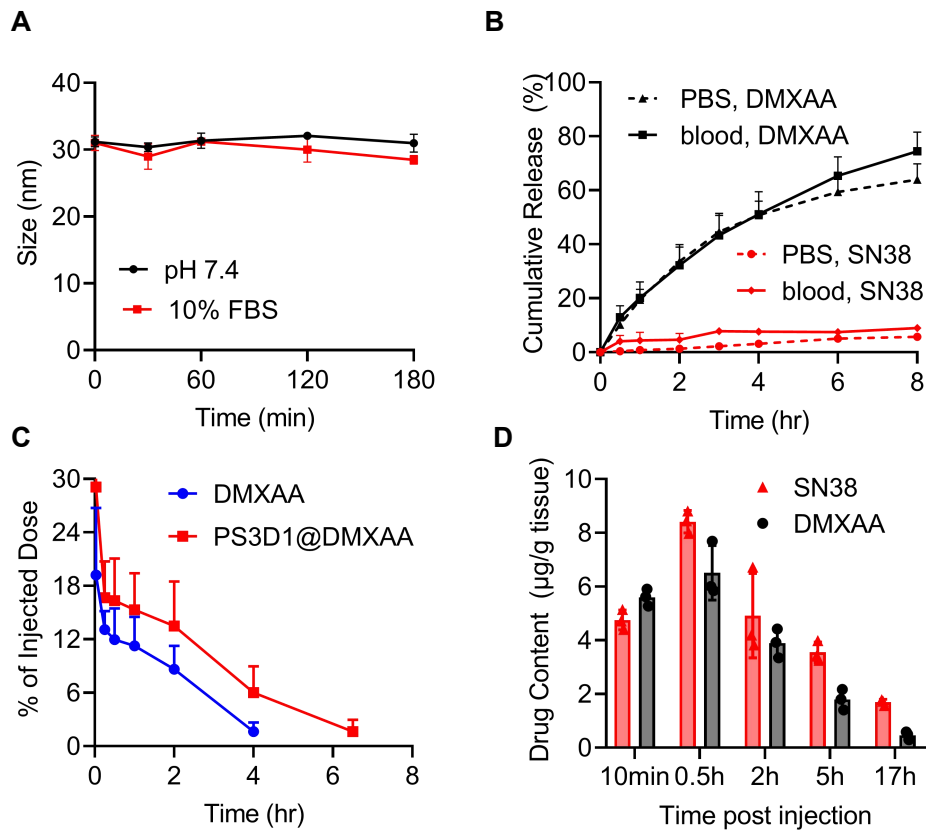 A
Size (nm)
40
30
20
10
0
pH 7.4
10% FBS
0
60
120
180
Time (min)
B
Cumulative Release (%)
100
80
60
40
20
0
PBS, DMXAA
blood, DMXAA
PBS, SN38
blood, SN38
0
2
4
6
8
Time (hr)
C
% of Injected Dose
30
24
18
12
6
0
DMXAA
PS3D1@DMXAA
0
2
4
6
8
Time (hr)
D
Drug Content (μg/g tissue)
10
8
6
4
2
0
SN38
DMXAA
10min
0.5h
2h
5h
17h
Time post injection